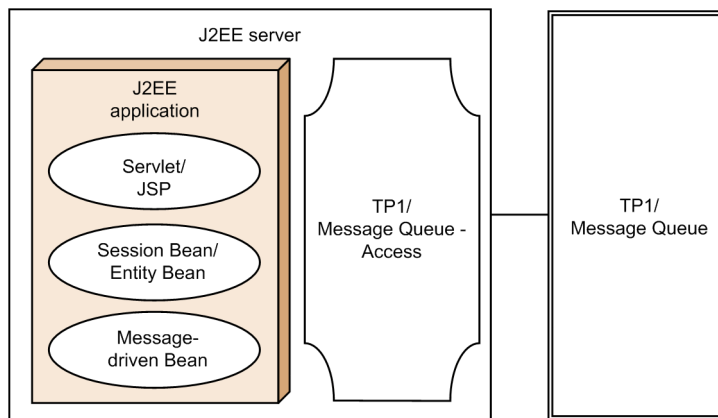 J2EE server
J2EE
application
Servlet/
JSP
Session Bean/
Entity Bean
Message-
driven Bean
TP1/
Message Queue -
Access
TP1/
Message Queue